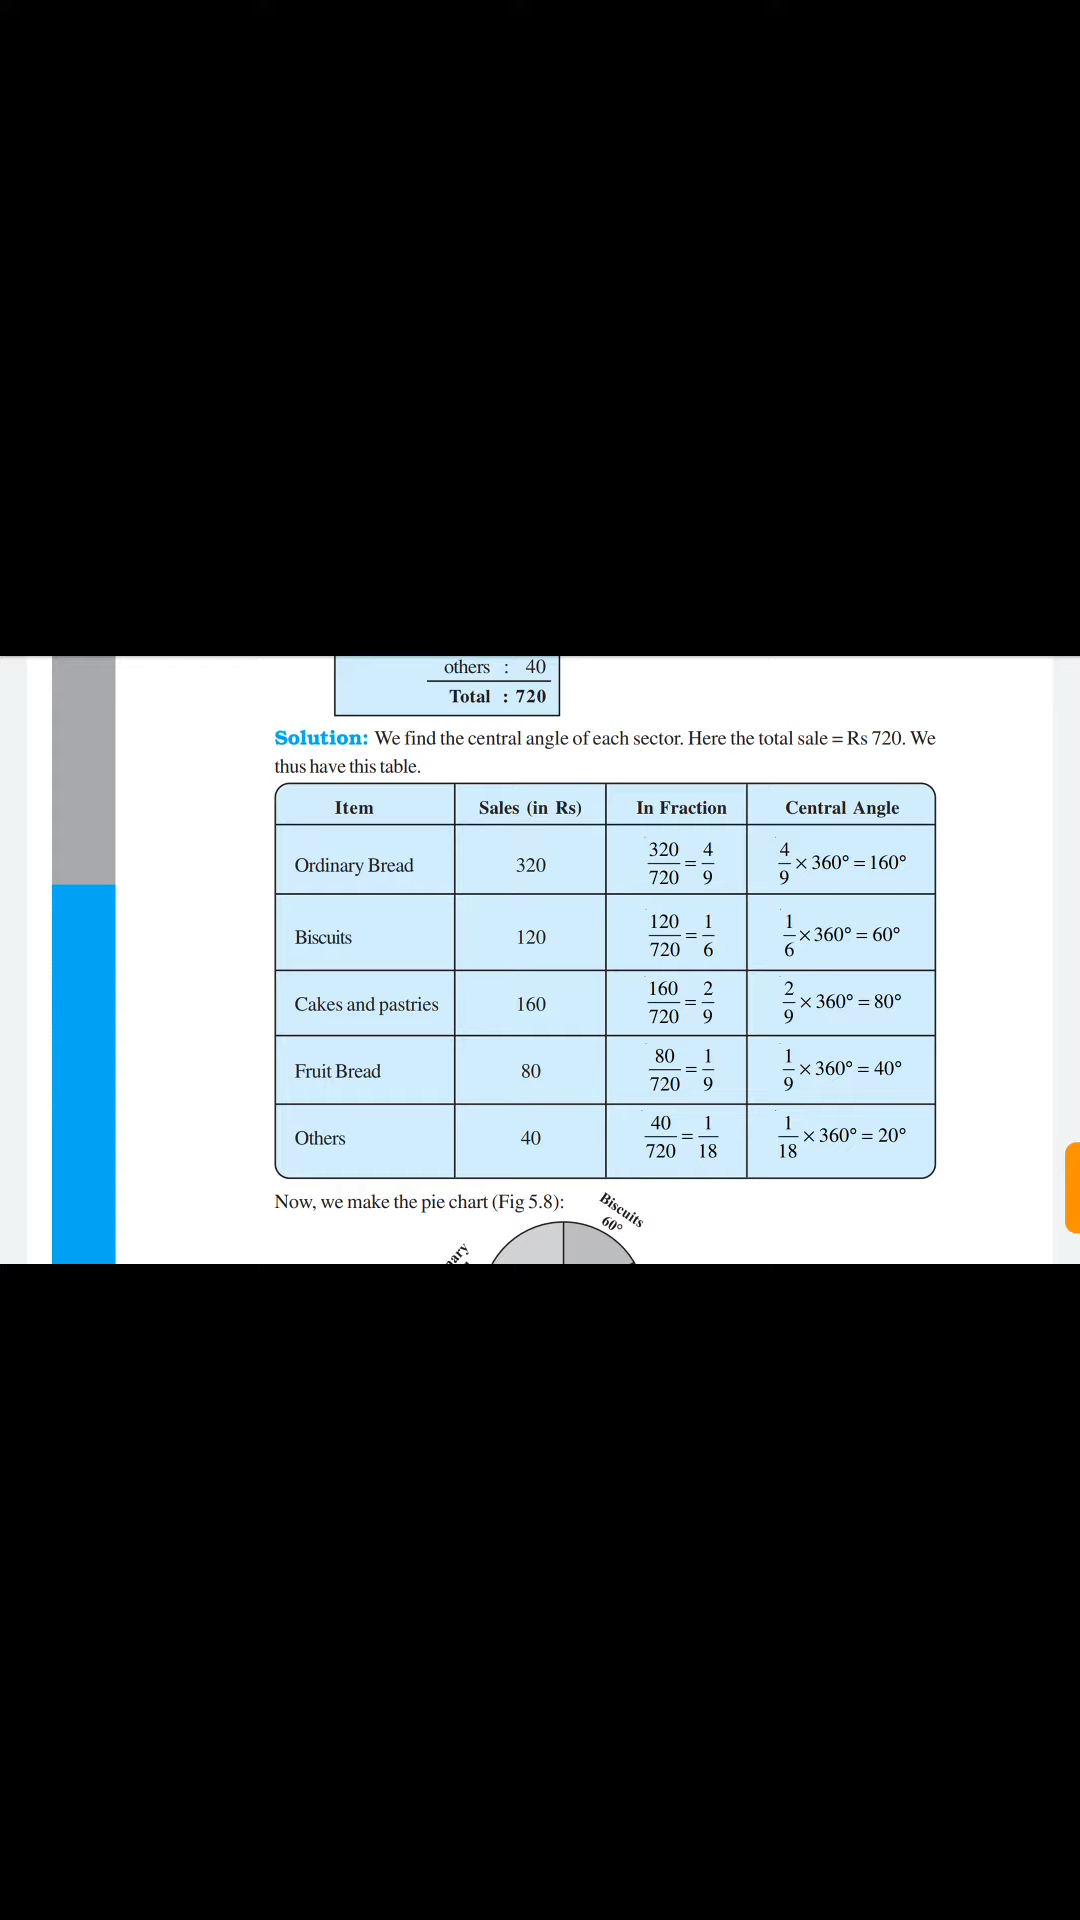 others : 40
Total : 720
Solution: We find the central angle of each sector. Here the total sale = Rs 720. We
thus have this table.
Item Sales (in Rs) In Fraction Central Angle
Ordinary Bread 320 320/720 = 4/9 4/9 × 360° = 160°
Biscuits 120 120/720 = 1/6 1/6 × 360° = 60°
Cakes and pastries 160 160/720 = 2/9 2/9 × 360° = 80°
Fruit Bread 80 80/720 = 1/9 1/9 × 360° = 40°
Others 40 40/720 = 1/18 1/18 × 360° = 20°
Now, we make the pie chart (Fig 5.8):
Biscuits
60°